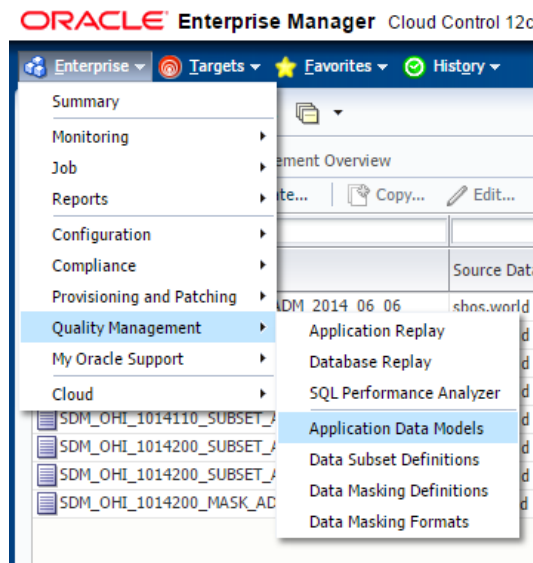 ORACLE Enterprise Manager Cloud Control 12c
Enterprise Targets Favorites History
Summary
Monitoring
Job
Reports
Configuration
Compliance
Provisioning and Patching
Quality Management
My Oracle Support
Cloud
ement Overview
te... Copy... Edit...
Source Data
ADM_2014_06_06 shos.world
Application Replay
Database Replay
SQL Performance Analyzer
Application Data Models
Data Subset Definitions
Data Masking Definitions
Data Masking Formats
SDM_OHI_1014110_SUBSET_A
SDM_OHI_1014200_SUBSET_A
SDM_OHI_1014200_SUBSET_A
SDM_OHI_1014200_MASK_AD